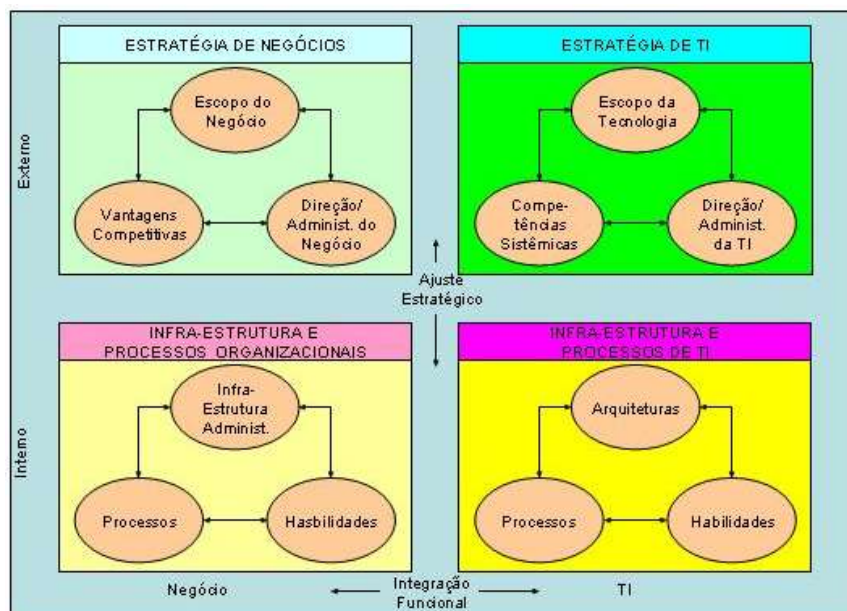 ESTRATÉGIA DE NEGÓCIOS
Escopo do
Negócio
Vantagens
Competitivas
Direção/
Administ. do
Negócio
ESTRATÉGIA DE TI
Escopo da
Tecnologia
Compe-
tências
Sistêmicas
Direção/
Administ.
da TI
Externo
Ajuste
Estratégico
INFRA-ESTRUTURA E
PROCESSOS ORGANIZACIONAIS
Infra-
Estrutura
Administ.
Processos
Hasbilidades
INFRA-ESTRUTURA E
PROCESSOS DE TI
Arquiteturas
Processos
Habilidades
Interno
Negócio
Integração
Funcional
TI